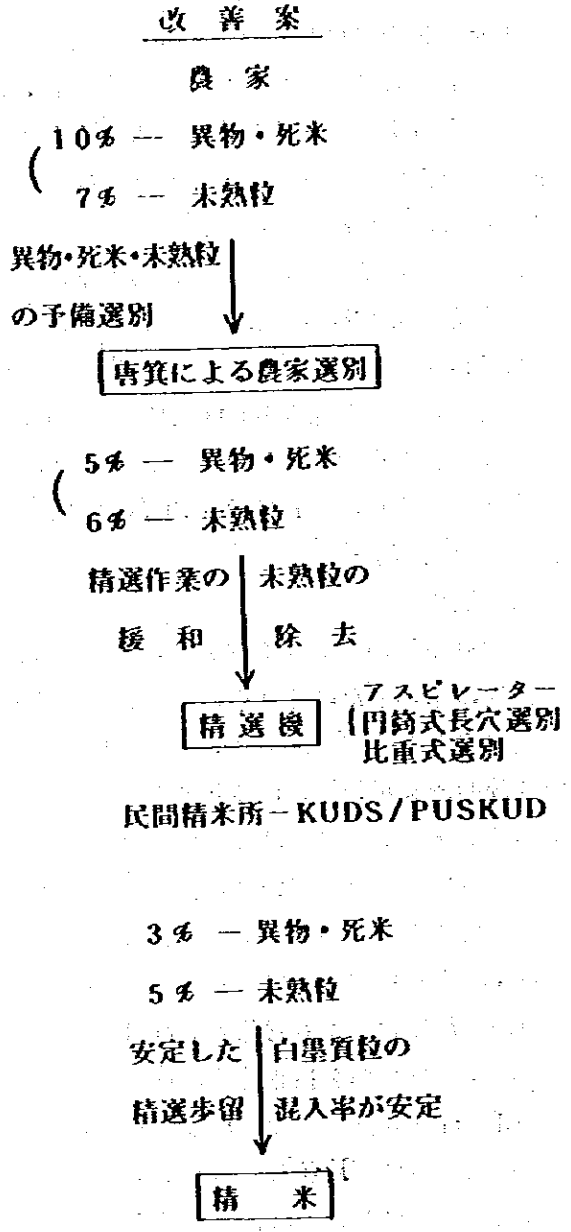 改善案
農家
10% — 異物・死米
7% — 未熟粒
異物・死米・未熟粒
の予備選別
唐箕による農家選別
5% — 異物・死米
6% — 未熟粒
精選作業の 未熟粒の
緩和 除去
精選機
アスピレーター
円筒式長穴選別
比重式選別
民間精米所-KUDS/PUSKUD
3% — 異物・死米
5% — 未熟粒
安定した 白墨質粒の
精選歩留 混入率が安定
精米